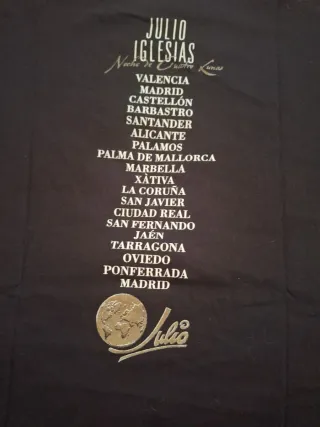 JULIO
IGLESIAS
Noche de Cuatro Lunas
VALENCIA
MADRID
CASTELLÓN
BARBASTRO
SANTANDER
ALICANTE
PALAMOS
PALMA DE MALLORCA
MARBELLA
XÀTIVA
LA CORUÑA
SAN JAVIER
CIUDAD REAL
SAN FERNANDO
JAÉN
TARRAGONA
OVIEDO
PONFERRADA
MADRID
Julio